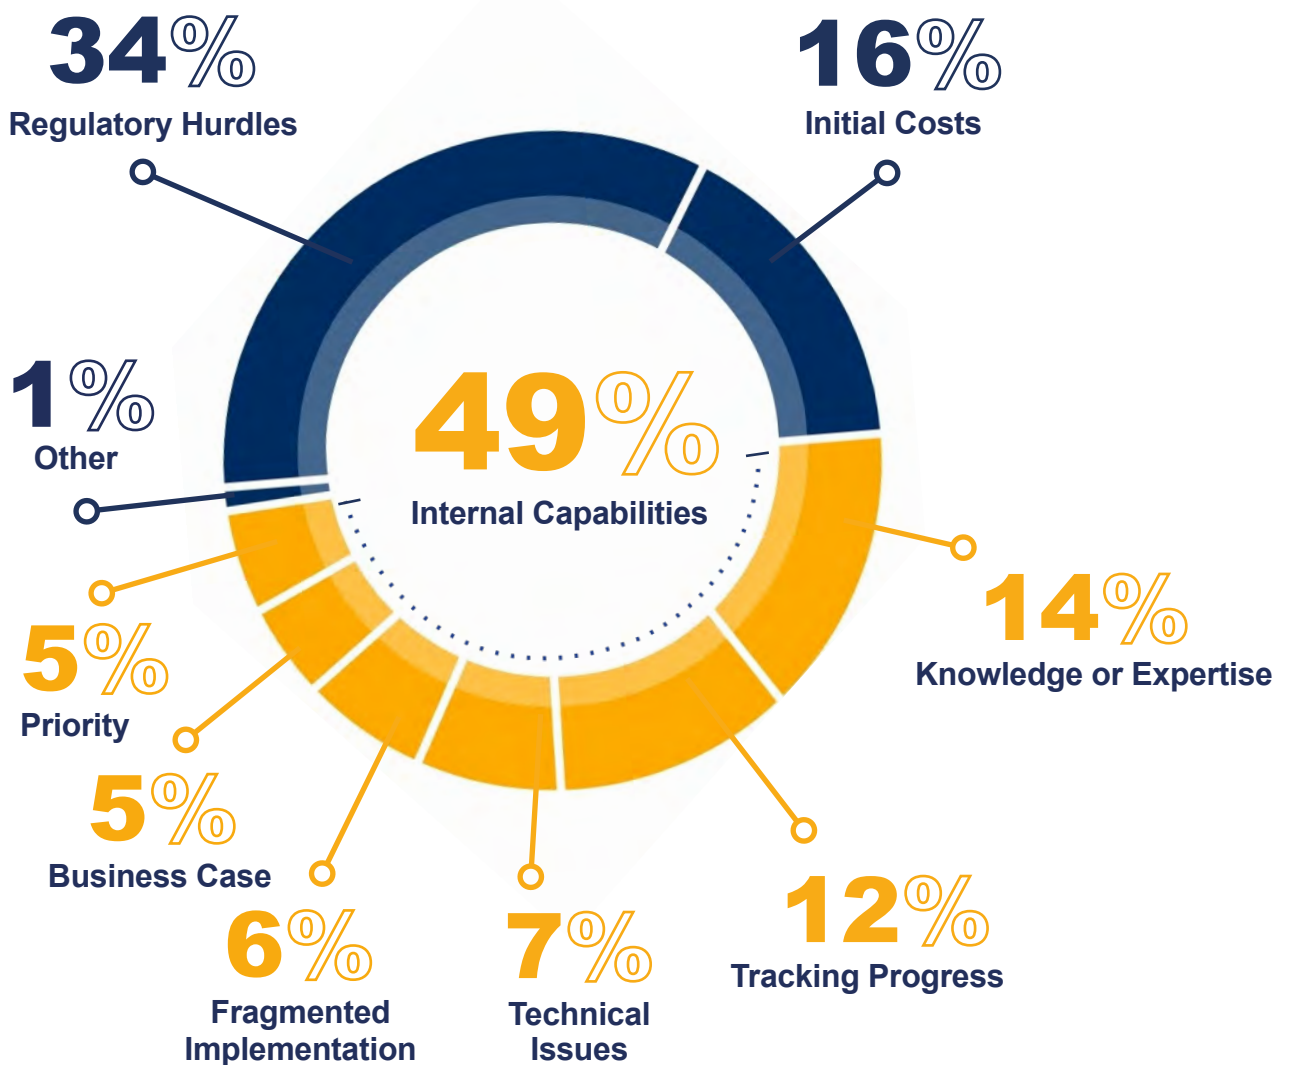 34%
Regulatory Hurdles
16%
Initial Costs
1%
Other
49%
Internal Capabilities
14%
Knowledge or Expertise
5%
Priority
5%
Business Case
6%
Fragmented
Implementation
7%
Technical
Issues
12%
Tracking Progress